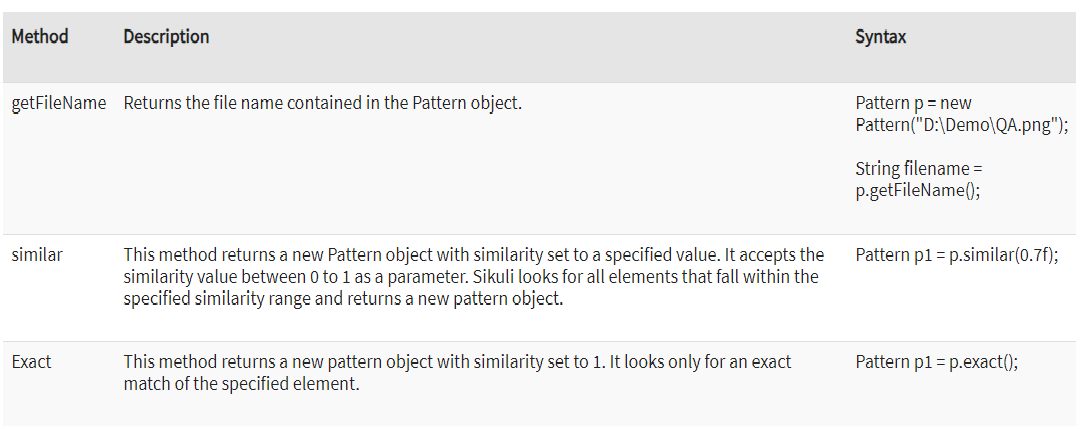 Method Description Syntax
getFileName Returns the file name contained in the Pattern object. Pattern p = new
Pattern("D:\Demo\QA.png");
String filename =
p.getFileName();
similar This method returns a new Pattern object with similarity set to a specified value. It accepts the Pattern p1 = p.similar(0.7f);
similarity value between 0 to 1 as a parameter. Sikuli looks for all elements that fall within the
specified similarity range and returns a new pattern object.
Exact This method returns a new pattern object with similarity set to 1. It looks only for an exact Pattern p1 = p.exact();
match of the specified element.